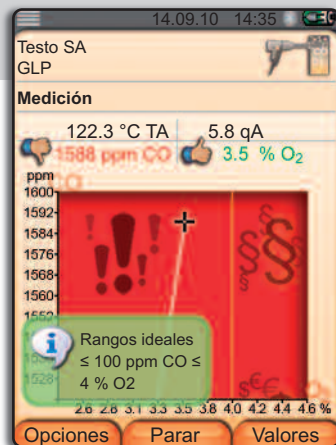 14.09.10 14:35
Testo SA
GLP
Medición
122.3 °C TA 5.8 qA
1588 ppm CO 3.5 % O₂
ppm
1600
1592
1584
1576
1568
1560
1552
Rangos ideales
≤ 100 ppm CO ≤
4 % O2
1528
2.6 2.8 3.1 3.3 3.5 3.8 4.0 4.2 4.4 4.6 %
Opciones Parar Valores